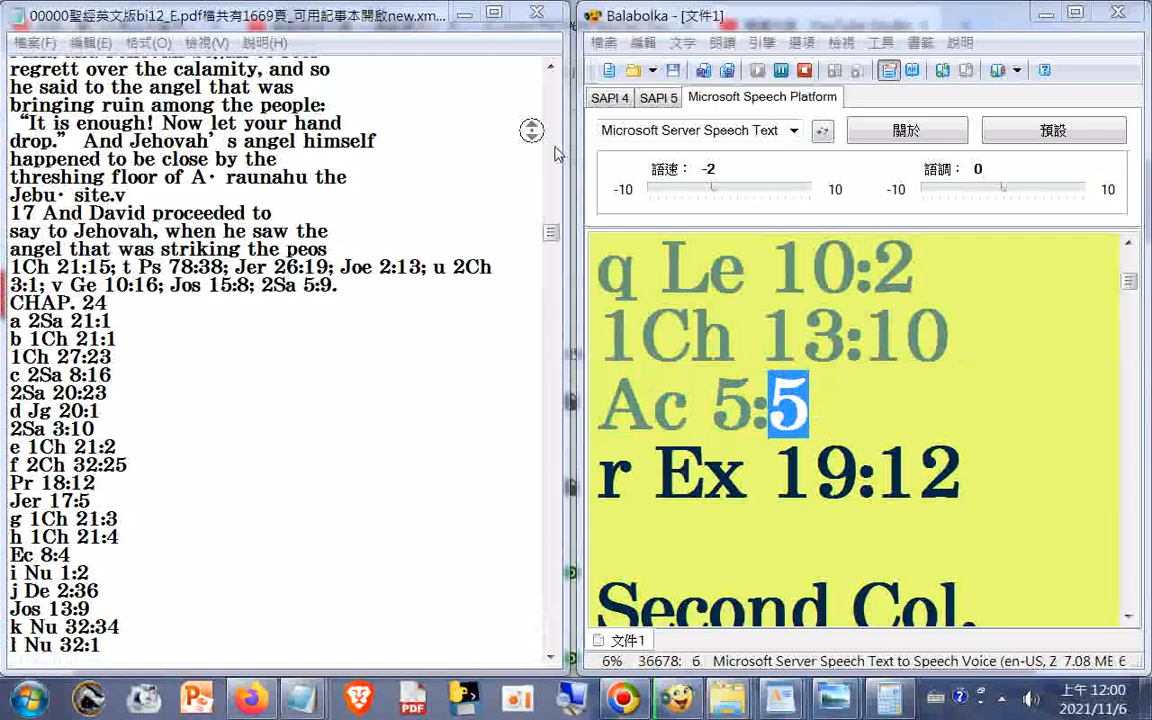 00000聖經英文版bi12_E.pdf檔共有1669頁_可用記事本開啟new.xm...
檔案(F) 編輯(E) 格式(O) 檢視(V) 說明(H)
regrett over the calamity, and so
he said to the angel that was
bringing ruin among the people:
“It is enough! Now let your hand
drop.” And Jehovah’s angel himself
happened to be close by the
threshing floor of A·raunahu the
Jebu·site.v
17 And David proceeded to
say to Jehovah, when he saw the
angel that was striking the peos
1Ch 21:15; t Ps 78:38; Jer 26:19; Joe 2:13; u 2Ch
3:1; v Ge 10:16; Jos 15:8; 2Sa 5:9.
CHAP. 24
a 2Sa 21:1
b 1Ch 21:1
1Ch 27:23
c 2Sa 8:16
2Sa 20:23
d Jg 20:1
2Sa 3:10
e 1Ch 21:2
f 2Ch 32:25
Pr 18:12
Jer 17:5
g 1Ch 21:3
h 1Ch 21:4
Ec 8:4
i Nu 1:2
j De 2:36
Jos 13:9
k Nu 32:34
l Nu 32:1
Balabolka - [文件1]
檔案 編輯 文字 朗讀 引擎 選項 檢視 工具 書籤 說明
SAPI 4 SAPI 5 Microsoft Speech Platform
Microsoft Server Speech Text 關於 預設
語速： -2 語調： 0
-10 10 -10 10
q Le 10:2
1Ch 13:10
Ac 5:5
r Ex 19:12
Second Col.
文件1
6% 36678: 6. Microsoft Server Speech Text to Speech Voice (en-US, Z 7.08 MB 6
上午 12:00
2021/11/6